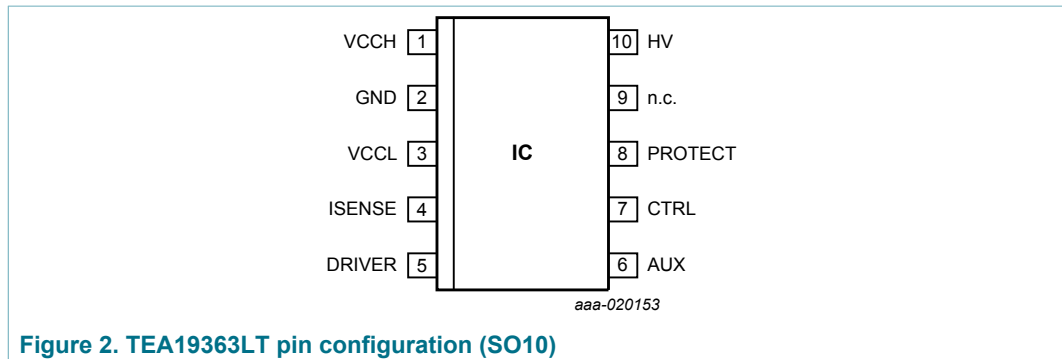 VCCH 1 10 HV
GND 2 9 n.c.
VCCL 3 IC 8 PROTECT
ISENSE 4 7 CTRL
DRIVER 5 6 AUX
aaa-020153
Figure 2. TEA19363LT pin configuration (SO10)